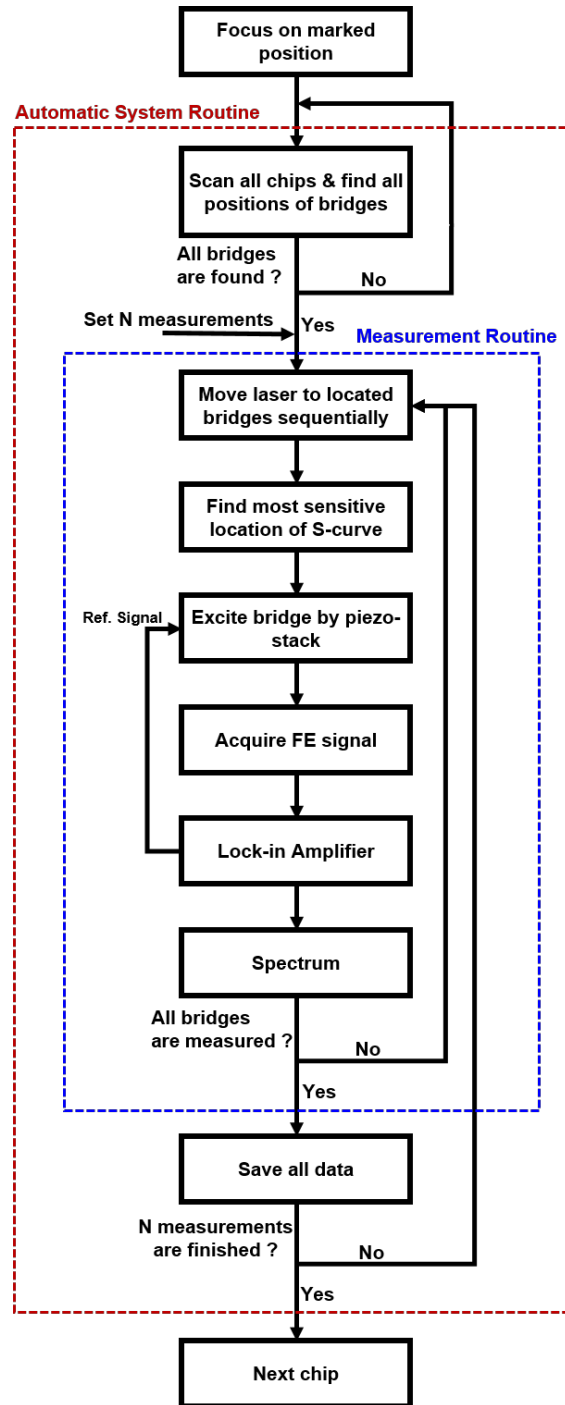 Focus on marked
position
Automatic System Routine
Scan all chips & find all
positions of bridges
All bridges
are found ?
No
Set N measurements
Yes
Measurement Routine
Move laser to located
bridges sequentially
Find most sensitive
location of S-curve
Ref. Signal
Excite bridge by piezo-
stack
Acquire FE signal
Lock-in Amplifier
Spectrum
All bridges
are measured ?
No
Yes
Save all data
N measurements
are finished ?
No
Yes
Next chip